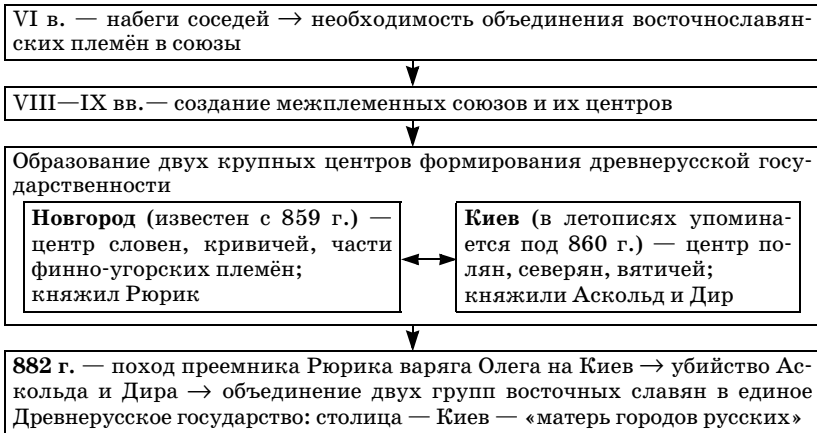 VI в. — набеги соседей → необходимость объединения восточнославян-
ских племён в союзы
VIII—IX вв.— создание межплеменных союзов и их центров
Образование двух крупных центров формирования древнерусской госу-
дарственности
Новгород (известен с 859 г.) —
центр словен, кривичей, части
финно-угорских племён;
княжил Рюрик
Киев (в летописях упомина-
ется под 860 г.) — центр по-
лян, северян, вятичей;
княжили Аскольд и Дир
882 г. — поход преемника Рюрика варяга Олега на Киев → убийство Ас-
кольда и Дира → объединение двух групп восточных славян в единое
Древнерусское государство: столица — Киев — «матерь городов русских»